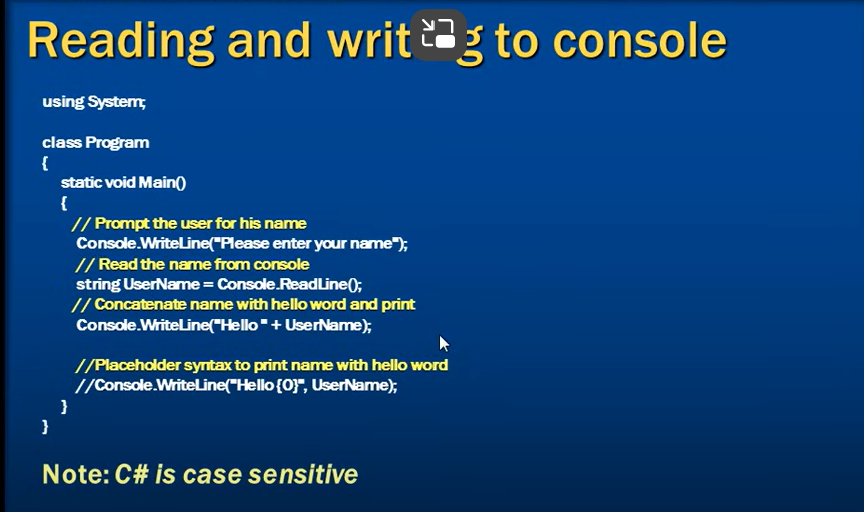 Reading and writing to console
using System;
class Program
{
static void Main()
{
// Prompt the user for his name
Console.WriteLine("Please enter your name");
// Read the name from console
string UserName = Console.ReadLine();
// Concatenate name with hello word and print
Console.WriteLine("Hello " + UserName);
//Placeholder syntax to print name with hello word
//Console.WriteLine("Hello {0}", UserName);
}
}
Note: C# is case sensitive